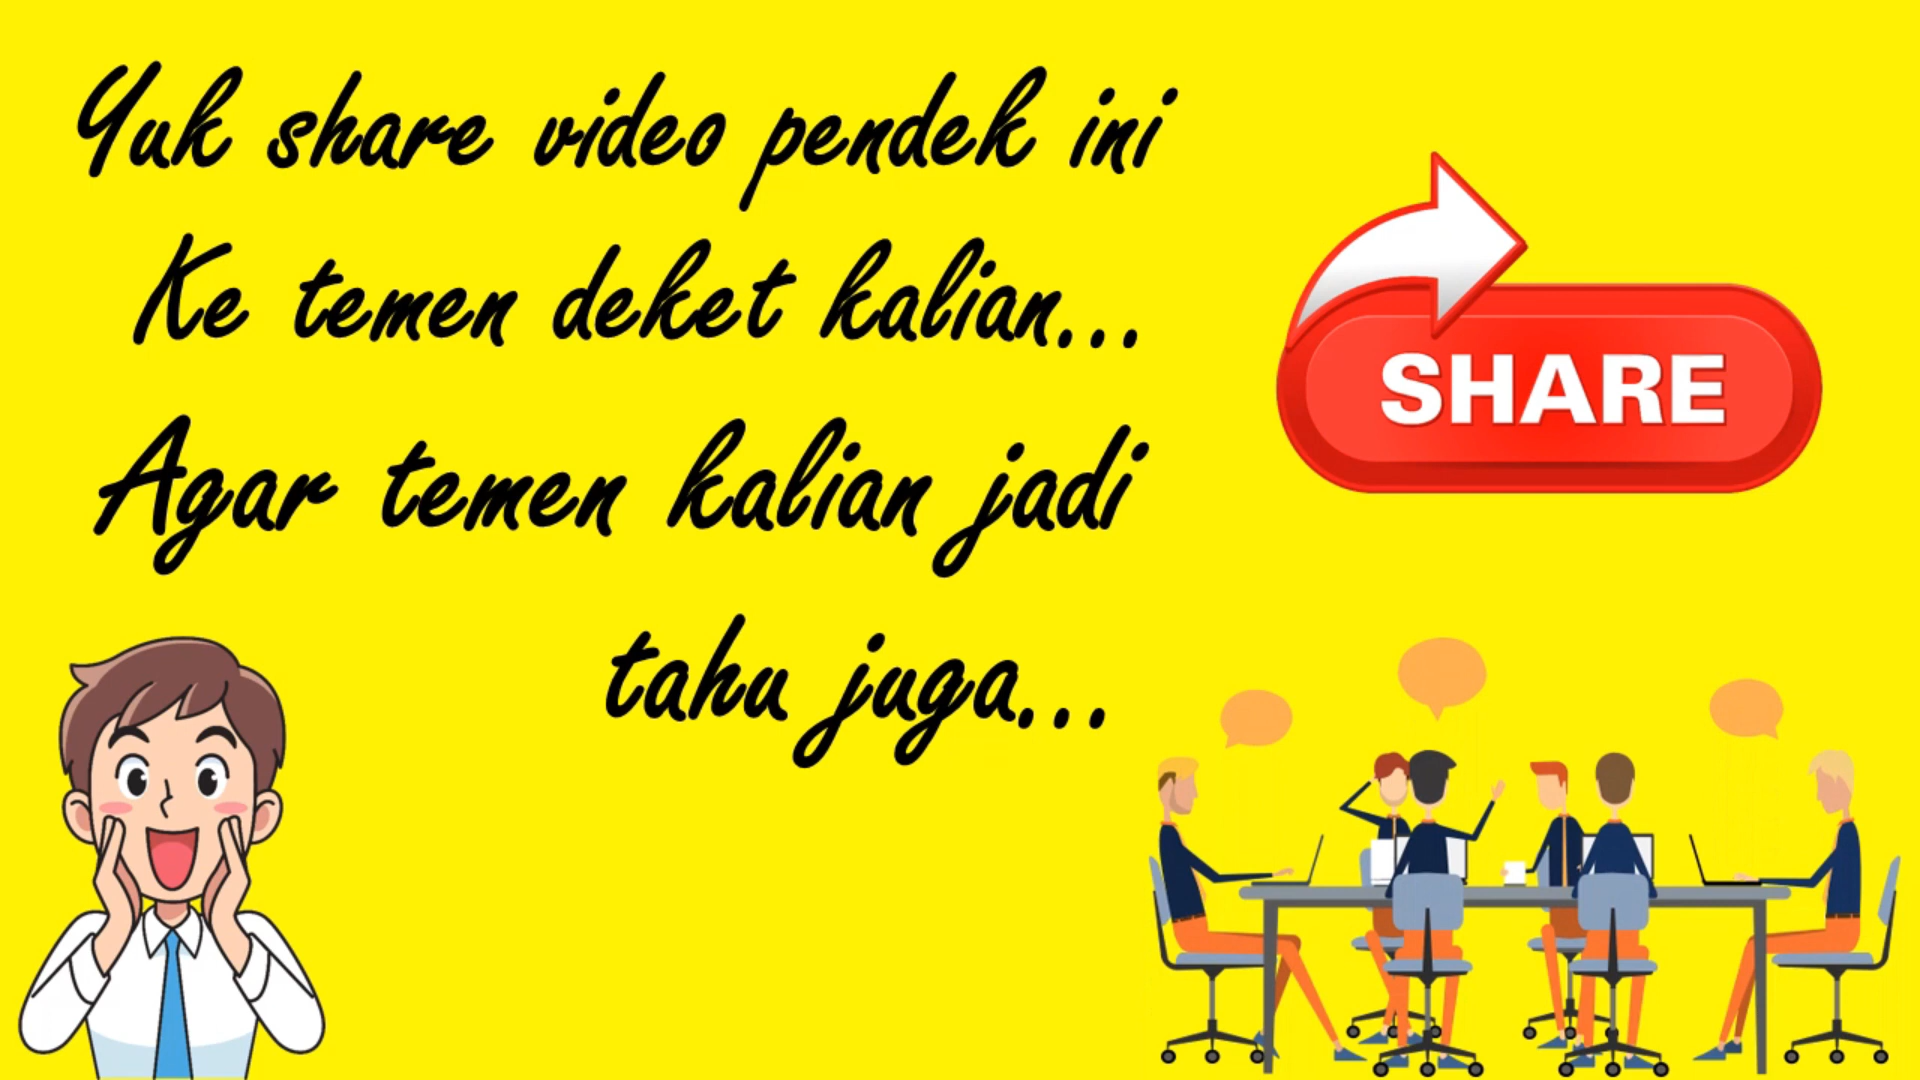 Yuk share video pendek ini
Ke temen deket kalian...
Agar temen kalian jadi
tahu juga...
SHARE